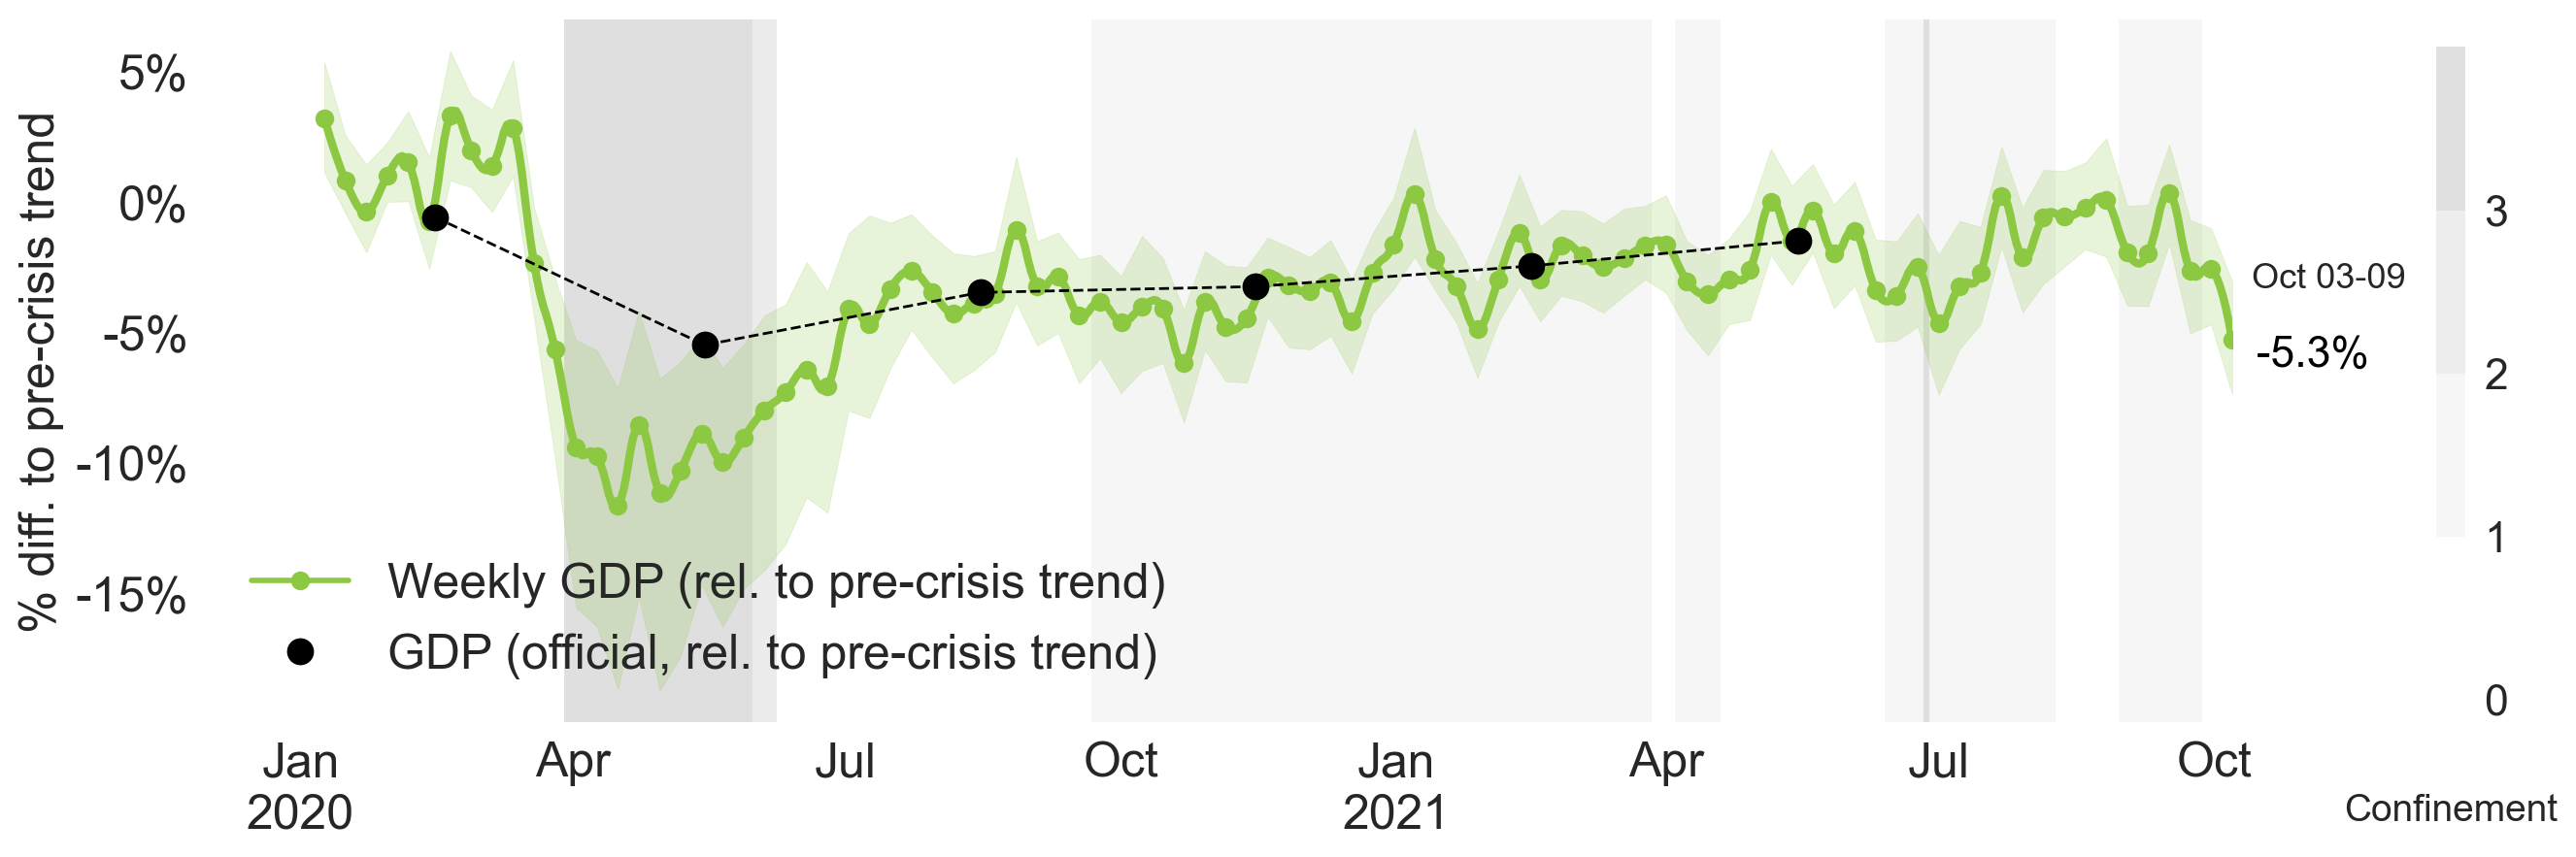 % diff. to pre-crisis trend
5%
0%
-5%
-10%
-15%
Weekly GDP (rel. to pre-crisis trend)
GDP (official, rel. to pre-crisis trend)
Oct 03-09
-5.3%
3
2
1
0
Jan Apr Jul Oct Jan Apr Jul Oct
2020 2021
Confinement